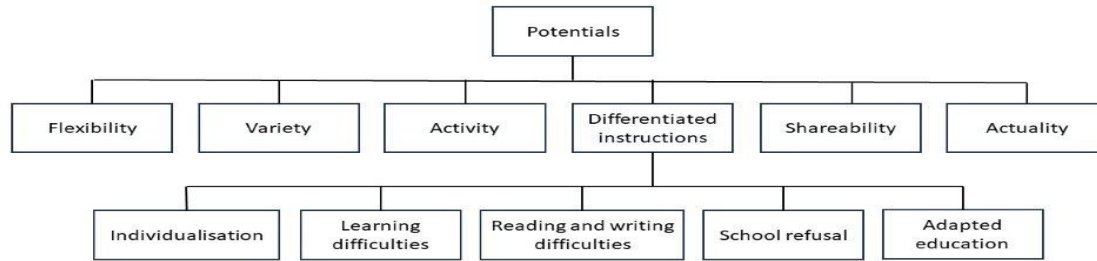 Potentials
Flexibility
Variety
Activity
Differentiated
instructions
Shareability
Actuality
Individualisation
Learning
difficulties
Reading and writing
difficulties
School refusal
Adapted
education